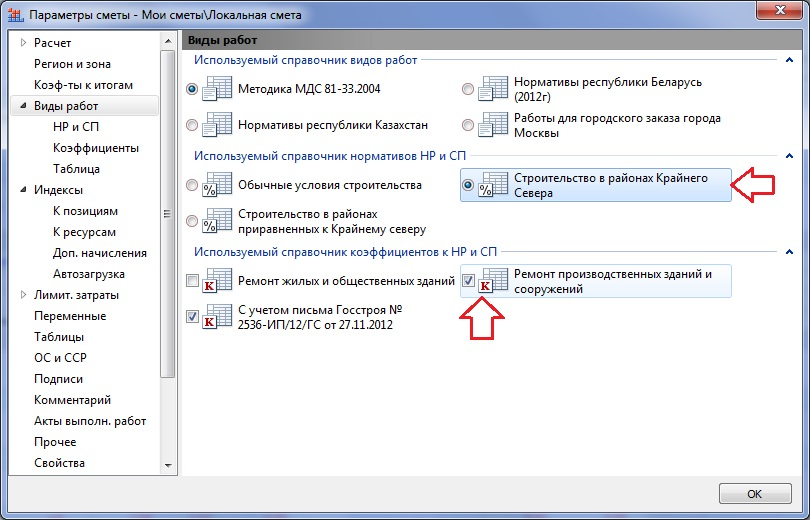 Параметры сметы - Мои сметы\Локальная смета
Расчет
Регион и зона
Коэф-ты к итогам
Виды работ
НР и СП
Коэффициенты
Таблица
Индексы
К позициям
К ресурсам
Доп. начисления
Автозагрузка
Лимит. затраты
Переменные
Таблицы
ОС и ССР
Подписи
Комментарий
Акты выполн. работ
Прочее
Свойства
Виды работ
Используемый справочник видов работ
Методика МДС 81-33.2004
Нормативы республики Беларусь
(2012г)
Нормативы республики Казахстан
Работы для городского заказа города
Москвы
Используемый справочник нормативов НР и СП
%
Обычные условия строительства
%
Строительство в районах Крайнего
Севера
%
Строительство в районах
приравненных к Крайнему северу
Используемый справочник коэффициентов к НР и СП
К
Ремонт жилых и общественных зданий
К
Ремонт производственных зданий и
сооружений
К
С учетом письма Госстроя №
2536-ИП/12/ГС от 27.11.2012
ОК